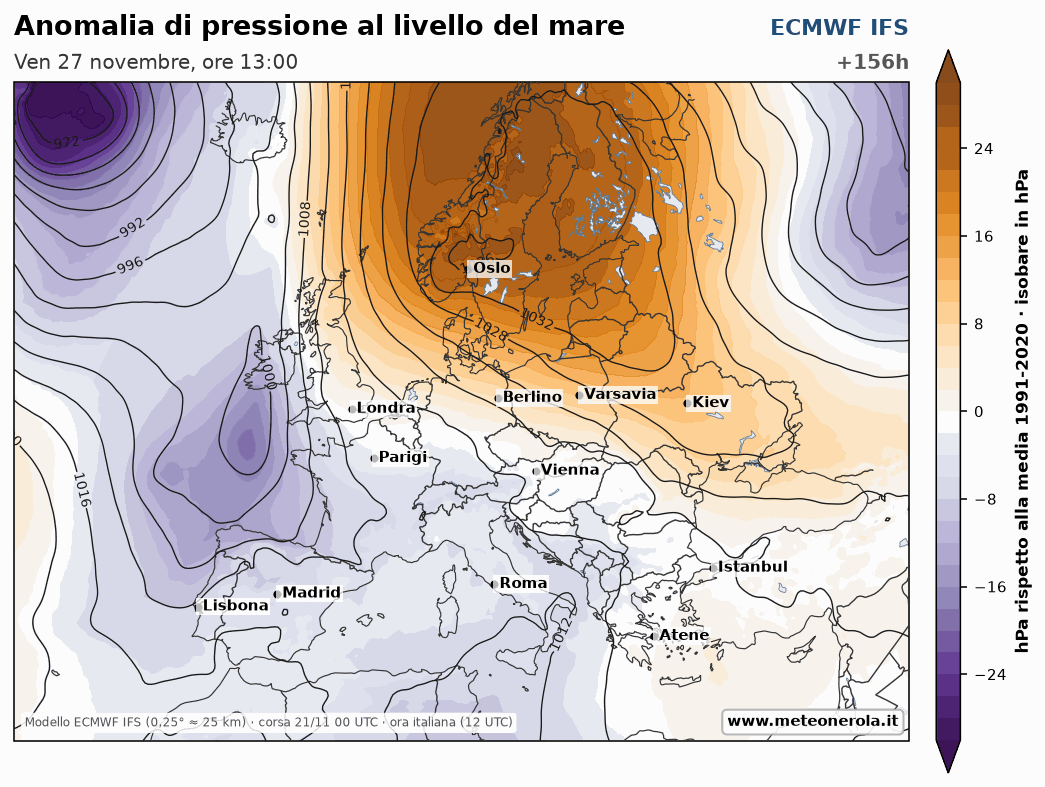 Anomalia di pressione al livello del mare
ECMWF IFS
Ven 27 novembre, ore 13:00
+156h
972
992
996
1008
1000
1016
1028
1032
1012
Oslo
Londra
Berlino
Varsavia
Kiev
Parigi
Vienna
Istanbul
Roma
Madrid
Lisbona
Atene
Modello ECMWF IFS (0,25° ≈ 25 km) · corsa 21/11 00 UTC · ora italiana (12 UTC)
www.meteonerola.it
24
16
8
0
−8
−16
−24
hPa rispetto alla media 1991-2020 · isobare in hPa